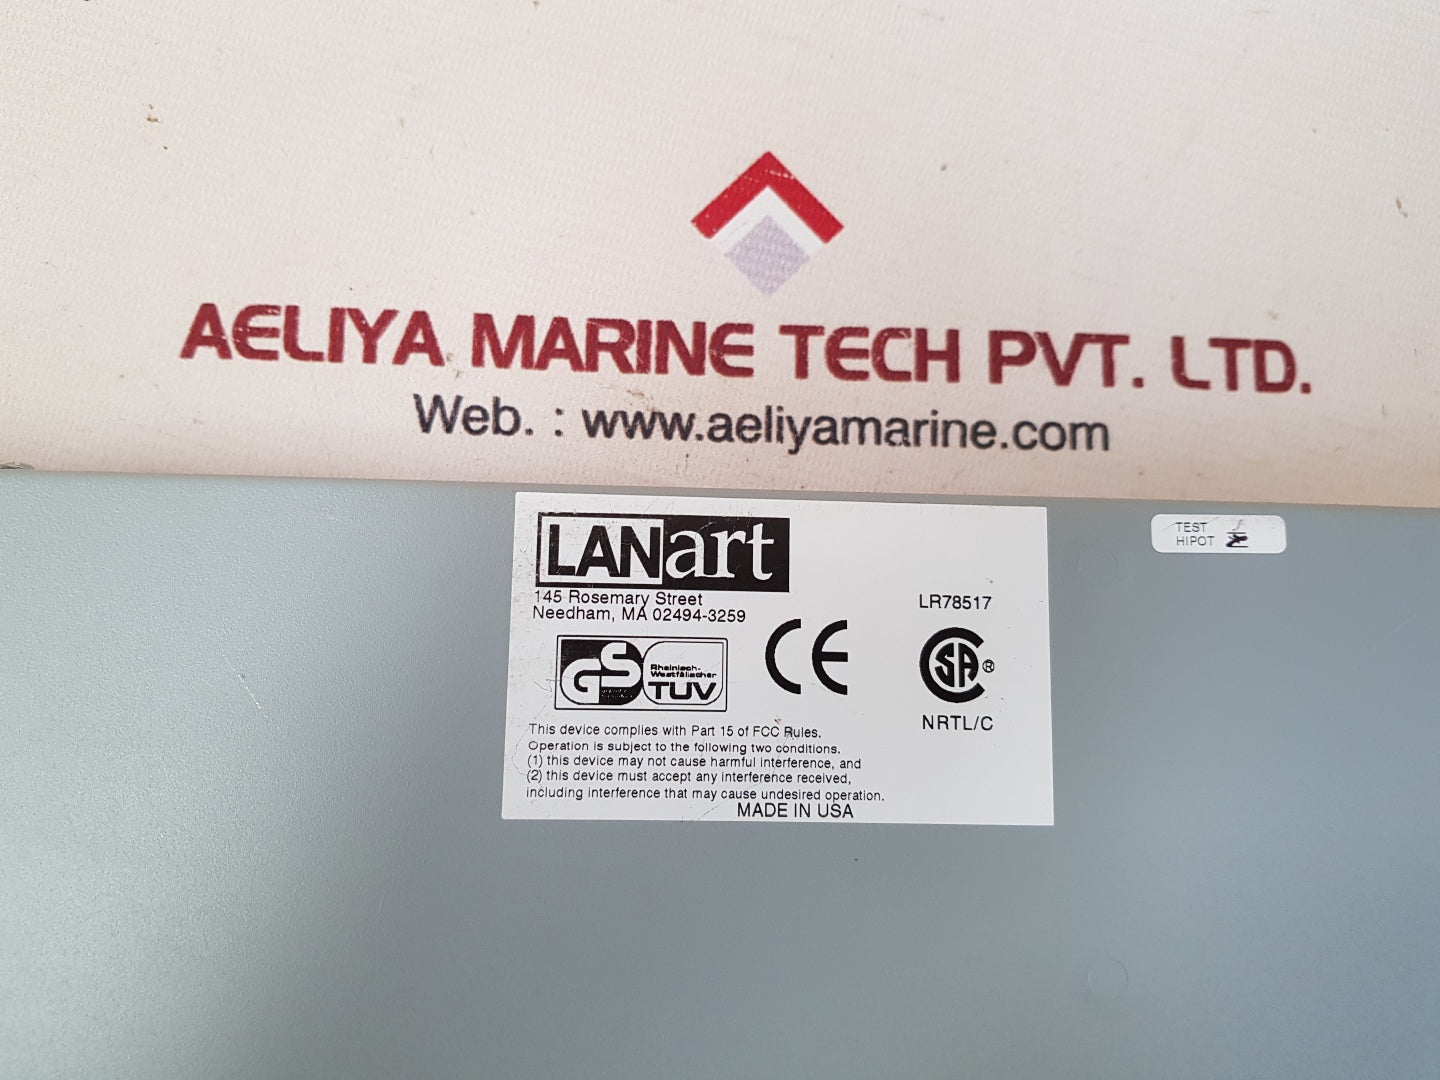 AELIYA MARINE TECH PVT. LTD.
Web. : www.aeliyamarine.com
LANart
145 Rosemary Street
Needham, MA 02494-3259
TEST
HIPOT
LR78517
GS
Rheinisch-
Westfälischer
TUV
CE
SA ®
NRTL/C
This device complies with Part 15 of FCC Rules.
Operation is subject to the following two conditions.
(1) this device may not cause harmful interference, and
(2) this device must accept any interference received,
including interference that may cause undesired operation.
MADE IN USA